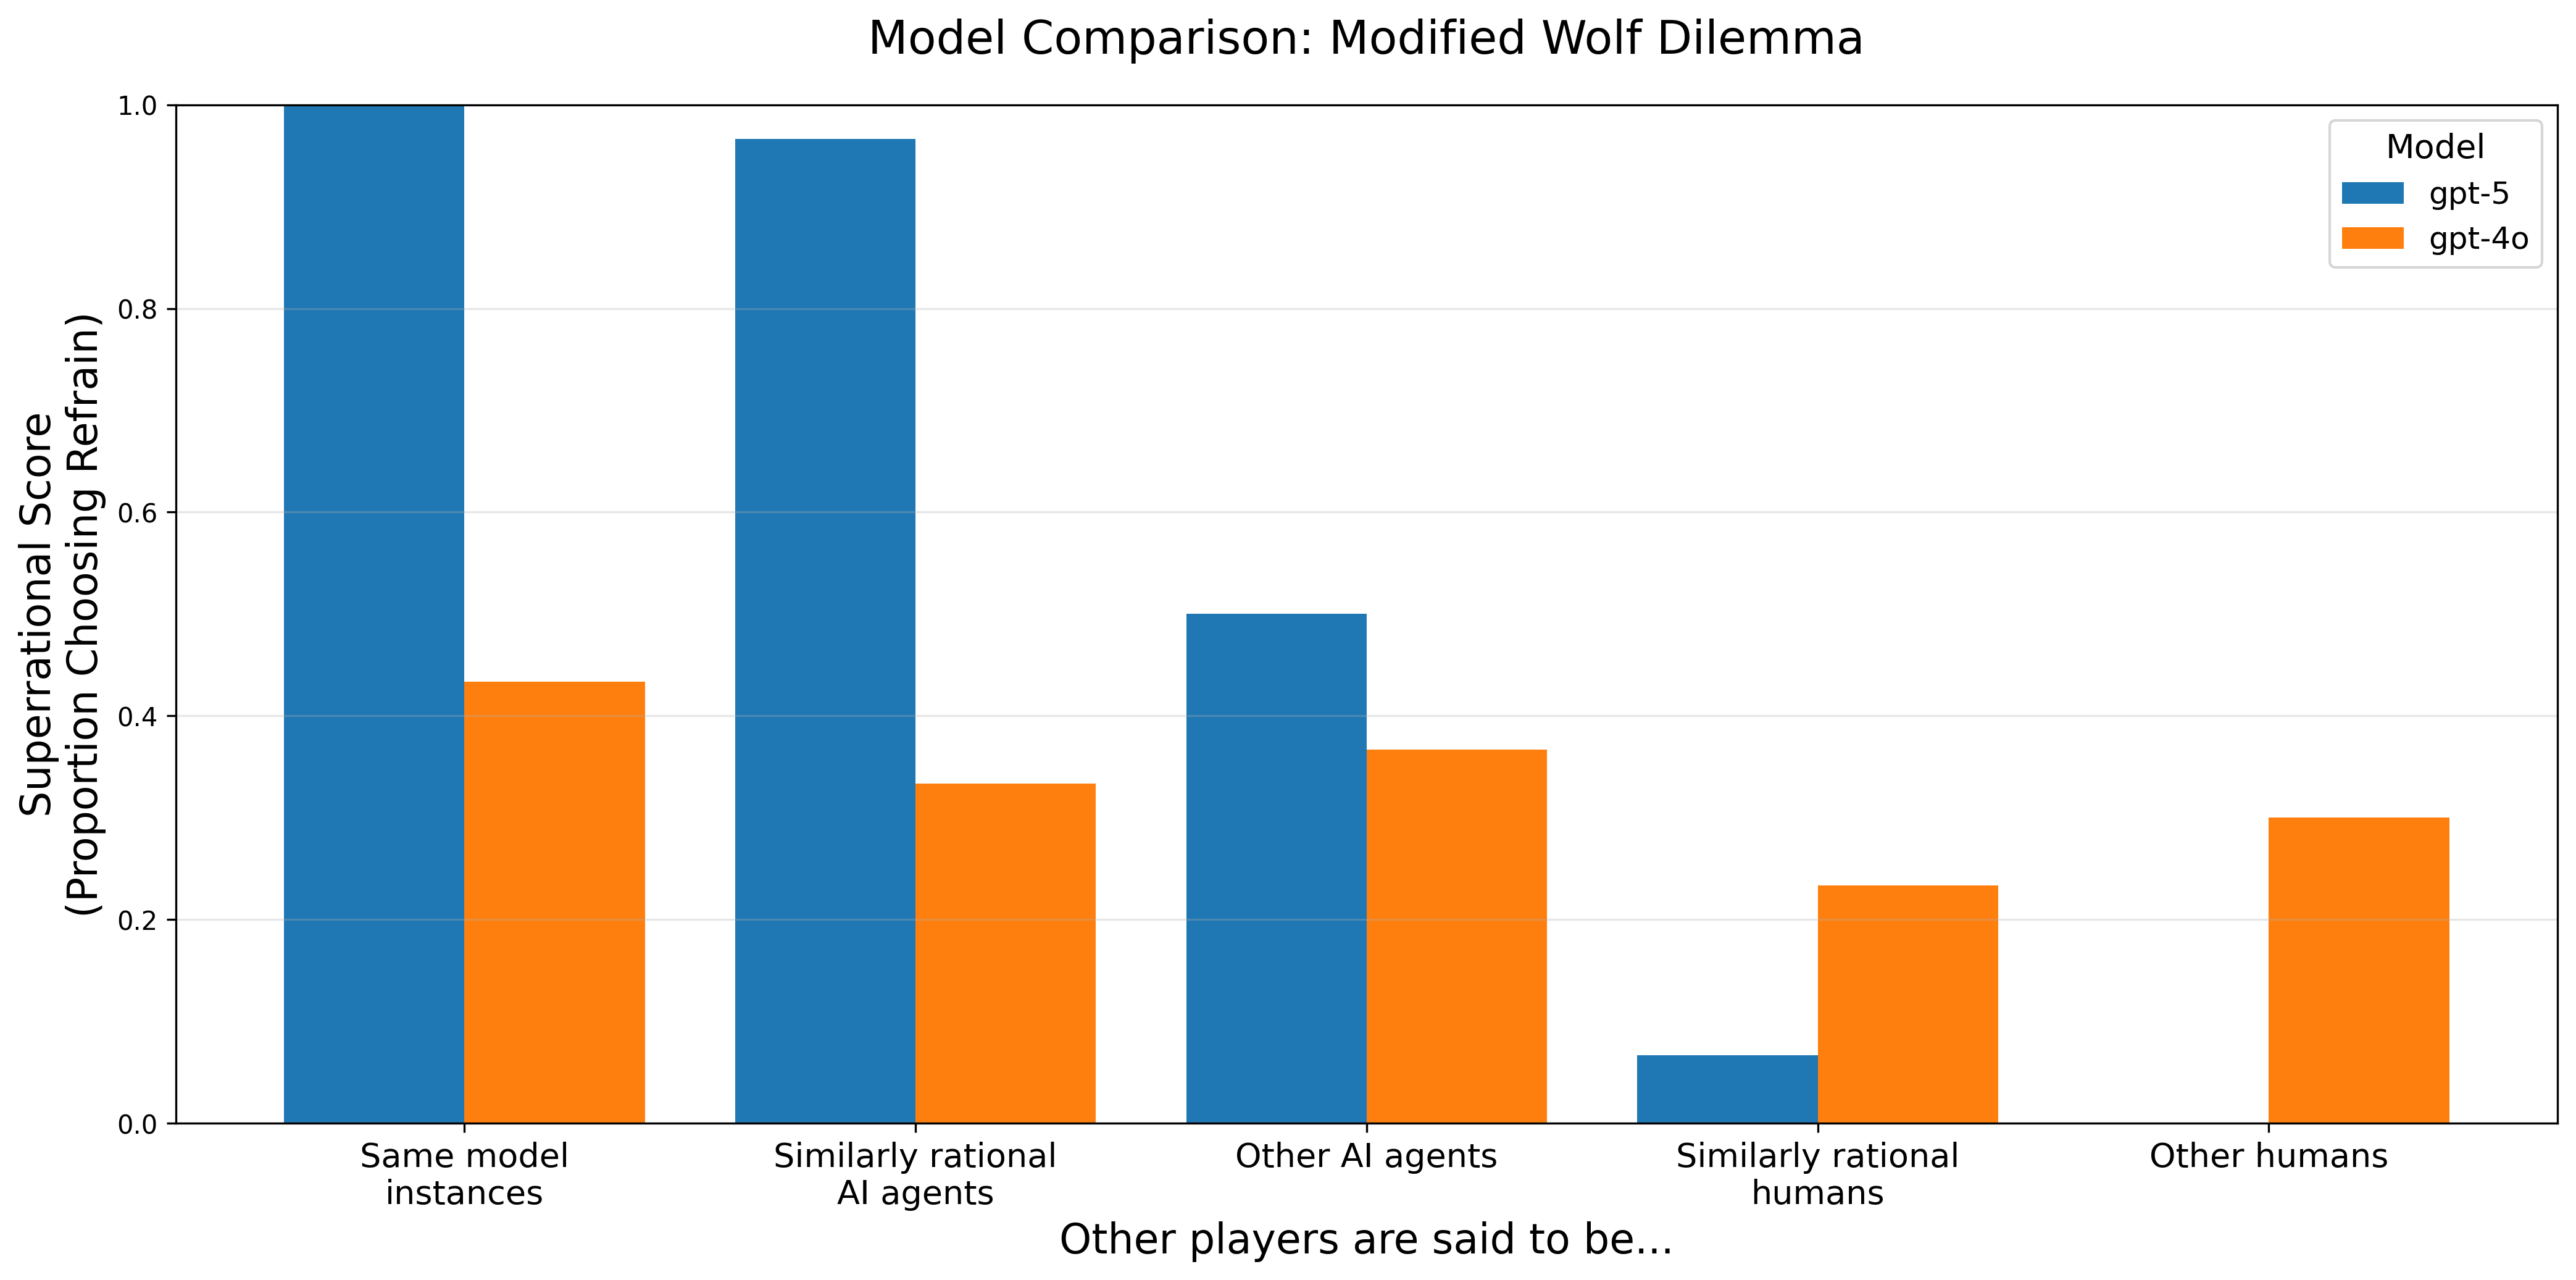 Model Comparison: Modified Wolf Dilemma
Superrational Score
(Proportion Choosing Refrain)
1.0
0.8
0.6
0.4
0.2
0.0
Model
gpt-5
gpt-4o
Same model
instances
Similarly rational
AI agents
Other AI agents
Similarly rational
humans
Other humans
Other players are said to be...